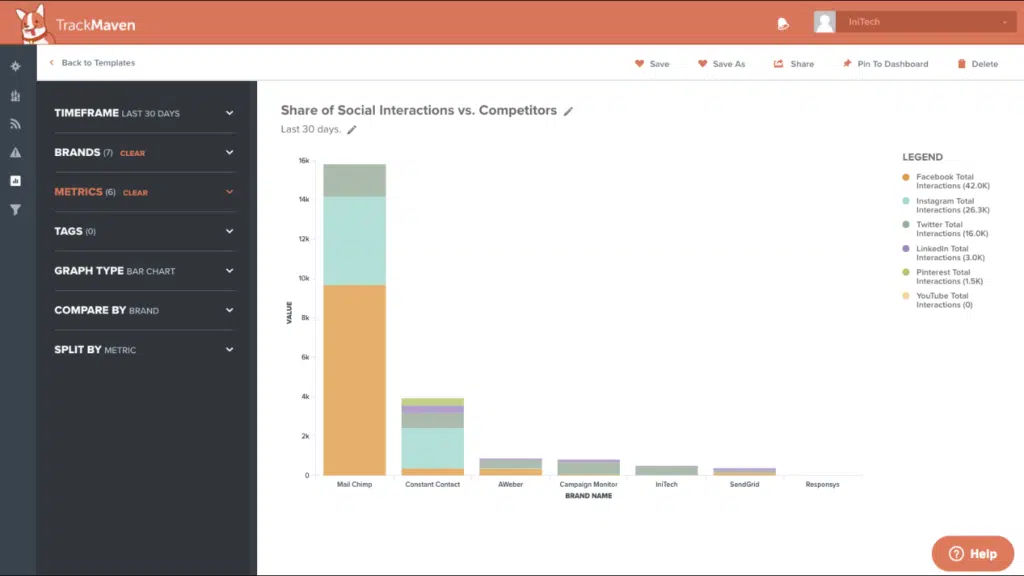 TrackMaven
IniTech
Back to Templates
Save
Save As
Share
Pin To Dashboard
Delete
TIMEFRAME LAST 30 DAYS
BRANDS (7) CLEAR
METRICS (6) CLEAR
TAGS (0)
GRAPH TYPE BAR CHART
COMPARE BY BRAND
SPLIT BY METRIC
Share of Social Interactions vs. Competitors
Last 30 days.
16k
14k
12k
10k
8k
6k
4k
2k
0
VALUE
Mail Chimp
Constant Contact
AWeber
Campaign Monitor
IniTech
SendGrid
Responsys
BRAND NAME
LEGEND
Facebook Total
Interactions (42.0K)
Instagram Total
Interactions (26.3K)
Twitter Total
Interactions (16.0K)
LinkedIn Total
Interactions (3.0K)
Pinterest Total
Interactions (1.5K)
YouTube Total
Interactions (0)
Help